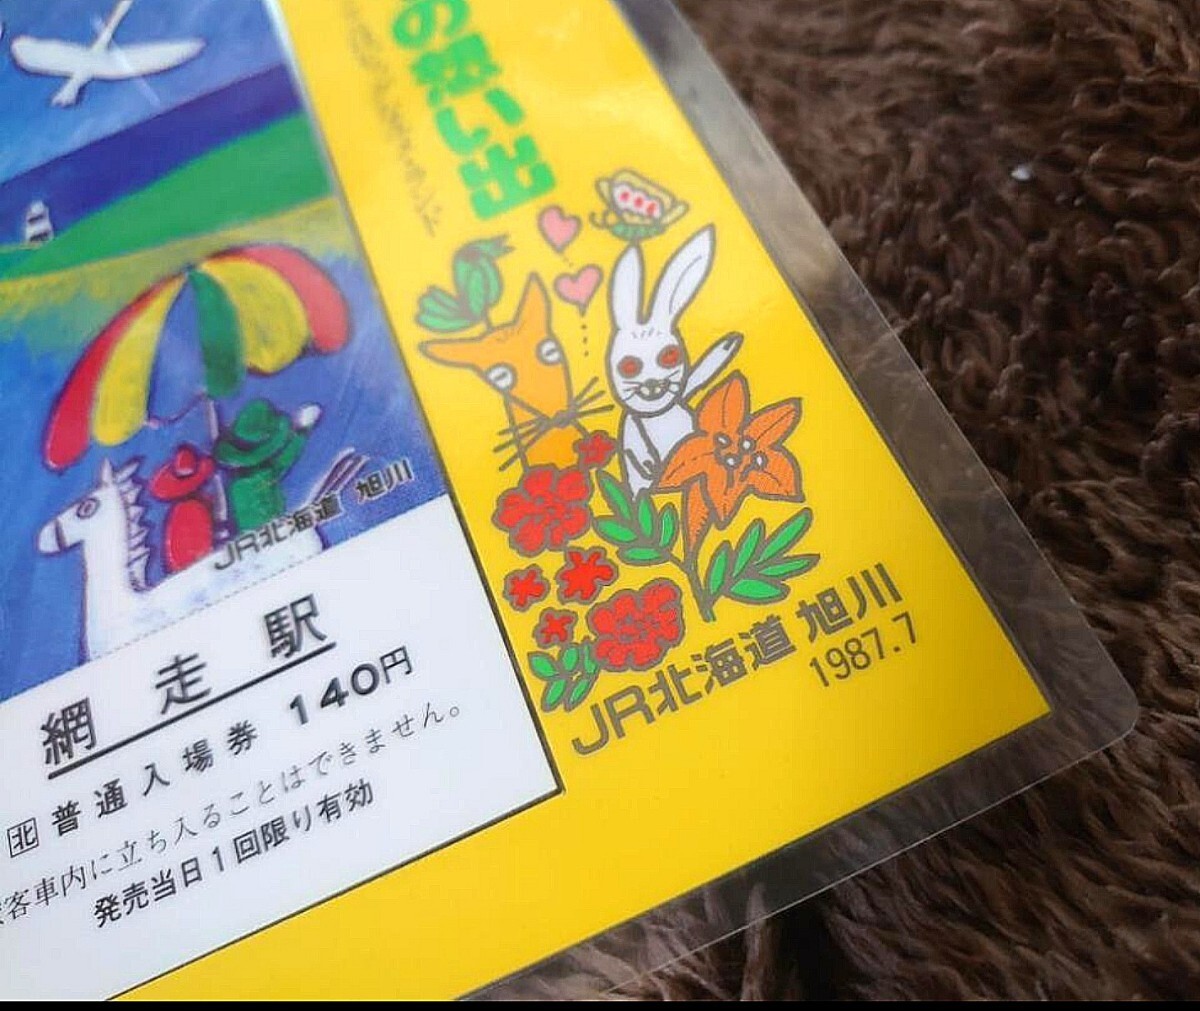 の想い出
JR北海道 旭川
網走駅
北 普通入場券 140円
客車内に立ち入ることはできません。
発売当日1回限り有効
JR北海道 旭川
1987.7